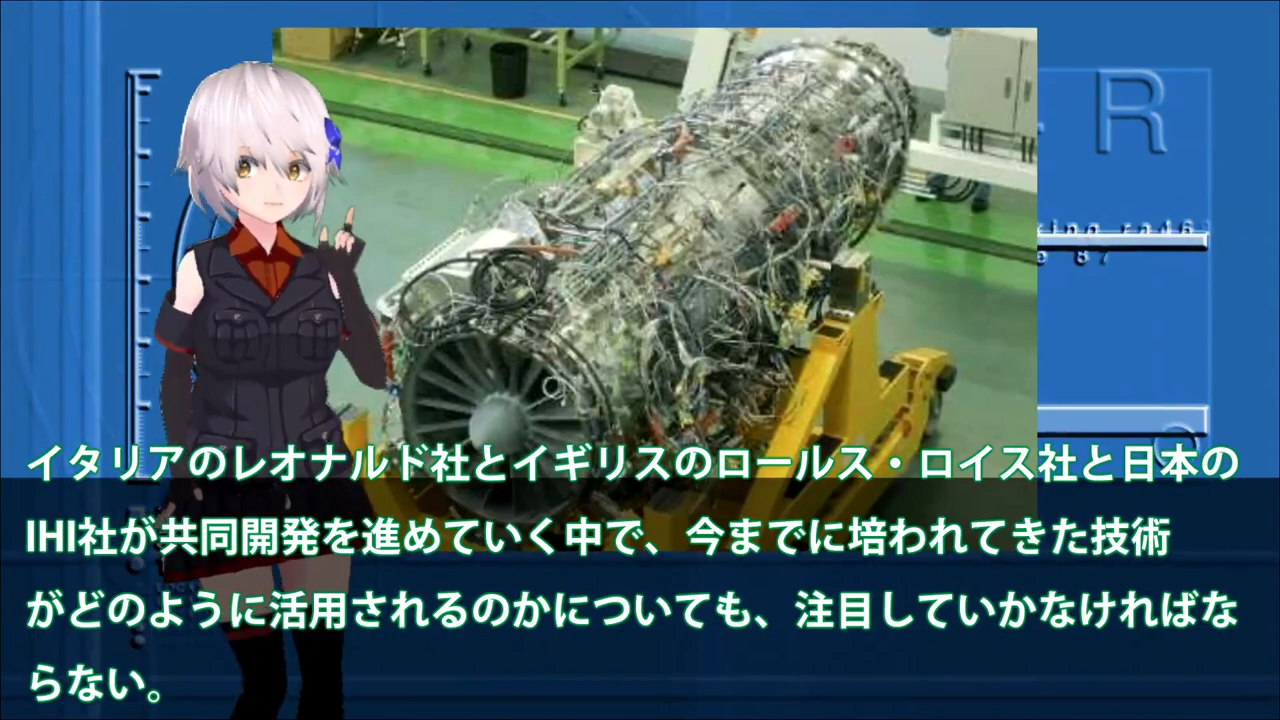 R
イタリアのレオナルド社とイギリスのロールス・ロイス社と日本の
IHI社が共同開発を進めていく中で、今までに培われてきた技術
がどのように活用されるのかについても、注目していかなければな
らない。